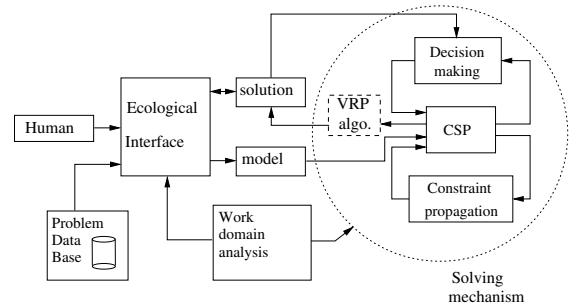 Decision
making
solution
VRP
algo.
Ecological
Interface
Human
CSP
model
Constraint
propagation
Problem
Data
Base
Work
domain
analysis
Solving
mechanism